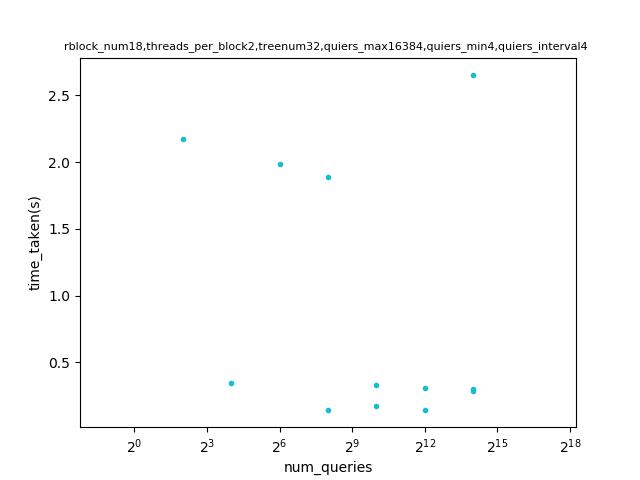 rblock_num18,threads_per_block2,treenum32,quiers_max16384,quiers_min4,quiers_interval4
2.5
2.0
1.5
1.0
0.5
time_taken(s)
2^0 2^3 2^6 2^9 2^12 2^15 2^18
num_queries